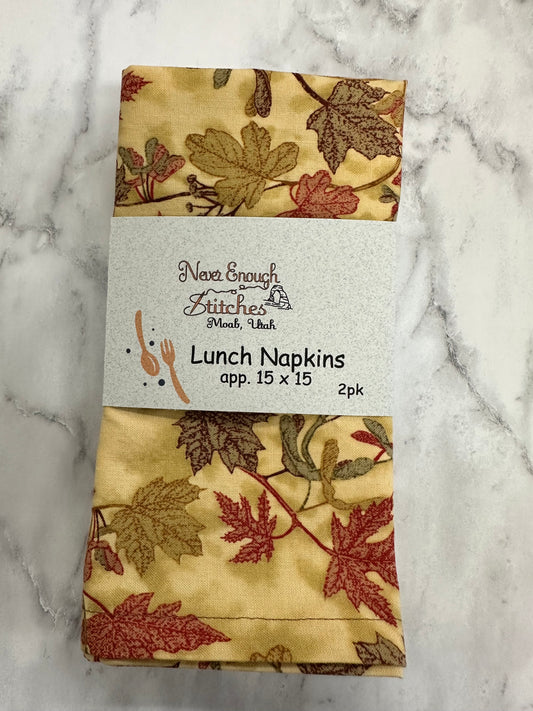 Never Enough
Stitches
Moab, Utah
Lunch Napkins
app. 15 x 15
2pk